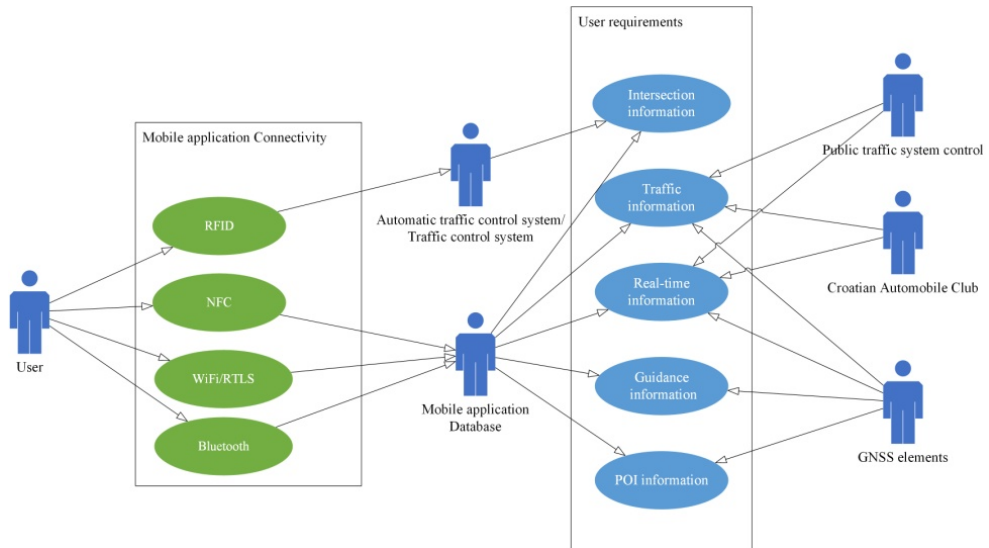 User requirements
Intersection
information
Public traffic system control
Mobile application Connectivity
Automatic traffic control system/
Traffic control system
Traffic
information
RFID
Croatian Automobile Club
Real-time
information
NFC
User
WiFi/RTLS
Mobile application
Database
Guidance
information
Bluetooth
GNSS elements
POI information